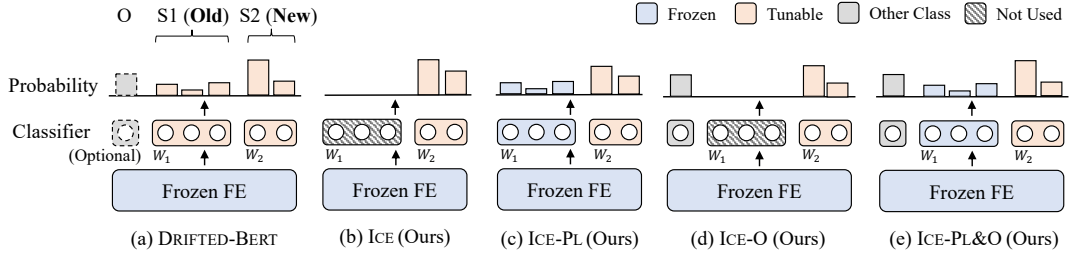 O S1 (Old) S2 (New) Frozen Tunable Other Class Not Used
Probability
Classifier
(Optional) W1 W2 W1 W2 W1 W2 W1 W2 W1 W2
Frozen FE Frozen FE Frozen FE Frozen FE Frozen FE
(a) DRIFTED-BERT (b) ICE (Ours) (c) ICE-PL (Ours) (d) ICE-O (Ours) (e) ICE-PL&O (Ours)